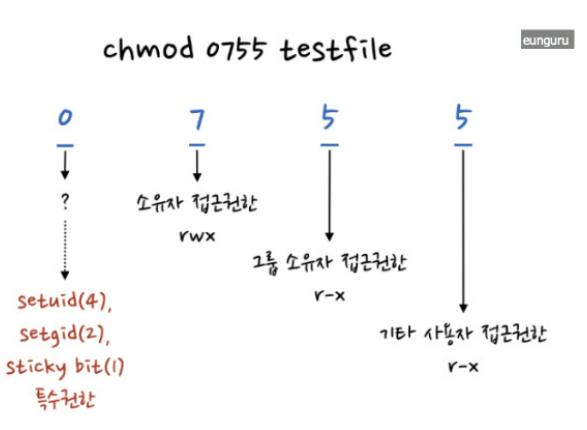 chmod 0755 testfile
eunguru
0 7 5 5
?
소유자 접근권한
rwx
그룹 소유자 접근권한
r-x
기타 사용자 접근권한
r-x
setuid(4),
setgid(2),
sticky bit(1)
특수권한